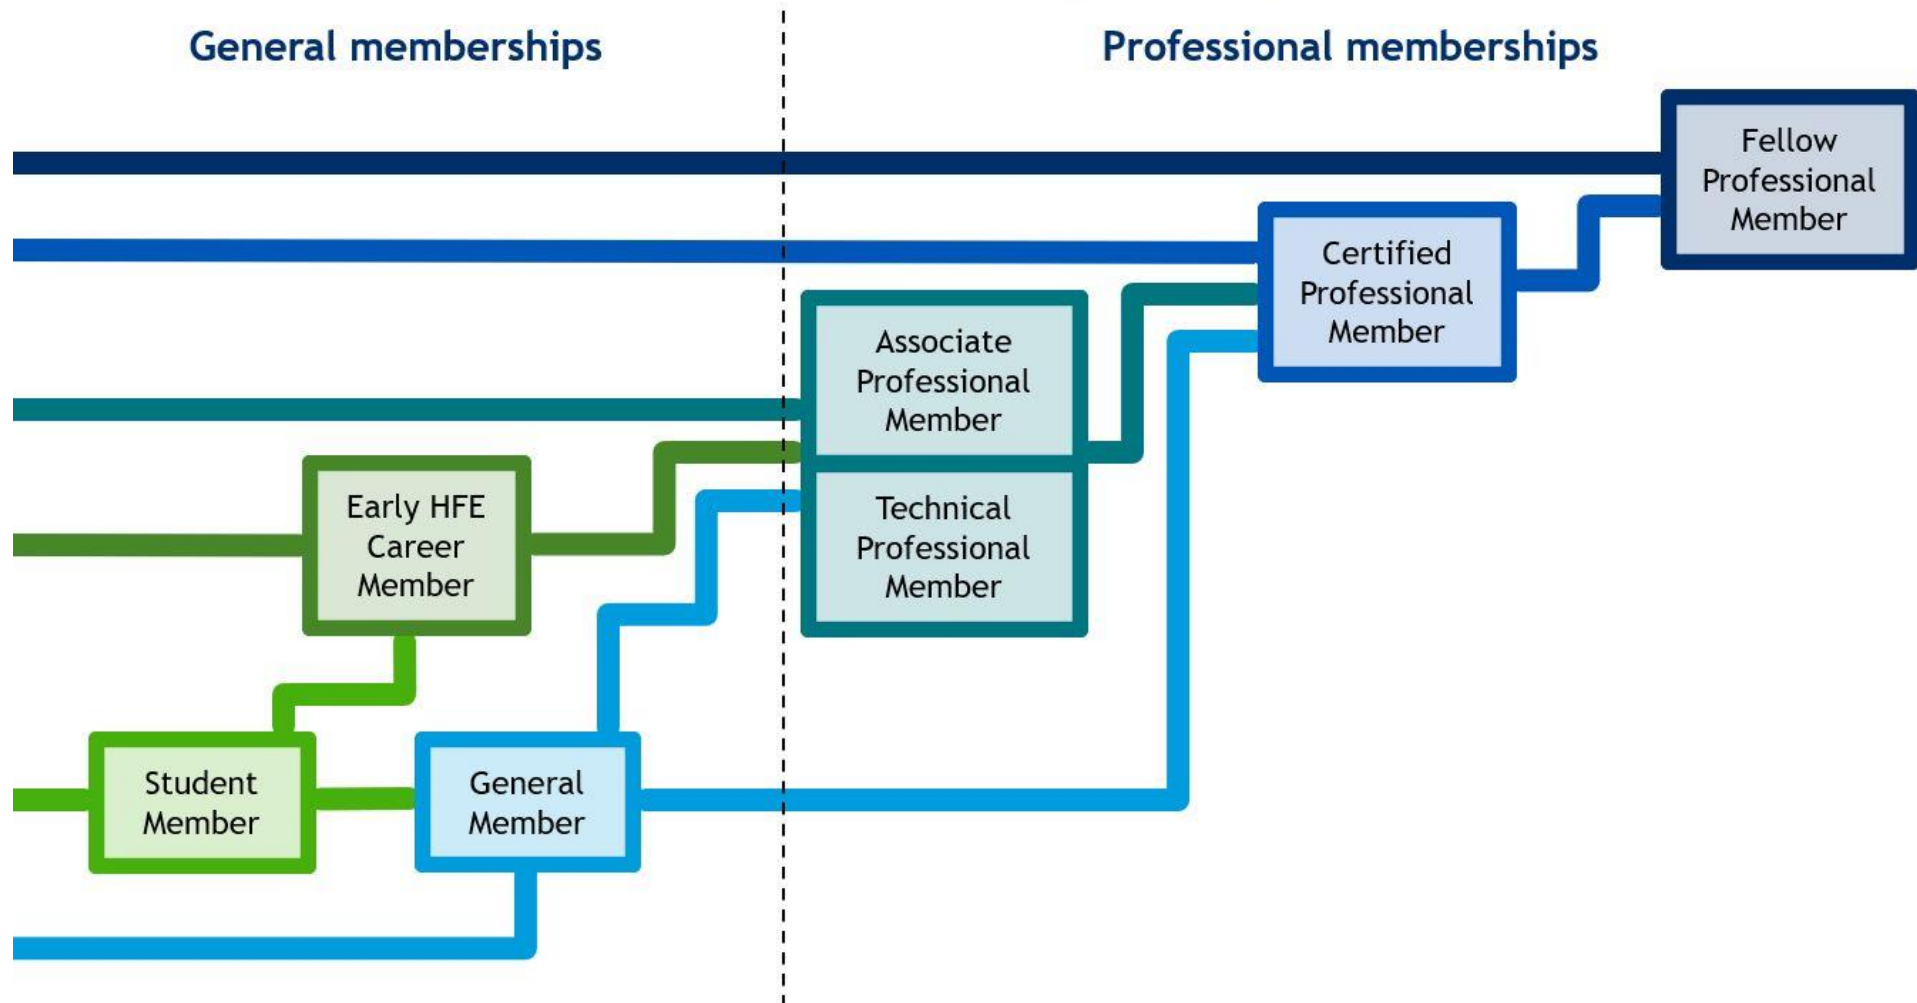 General memberships
Professional memberships
Fellow
Professional
Member
Certified
Professional
Member
Associate
Professional
Member
Technical
Professional
Member
Early HFE
Career
Member
Student
Member
General
Member